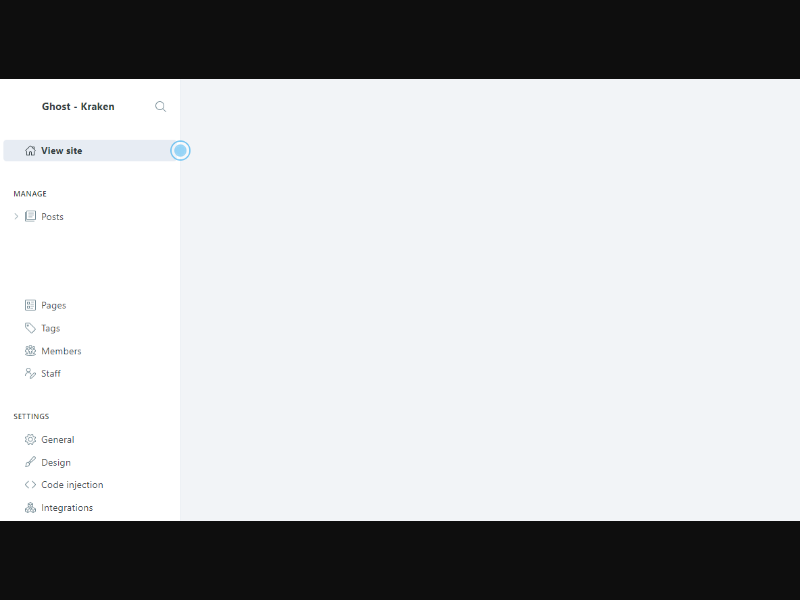 Ghost - Kraken
View site
MANAGE
Posts
Pages
Tags
Members
Staff
SETTINGS
General
Design
Code injection
Integrations